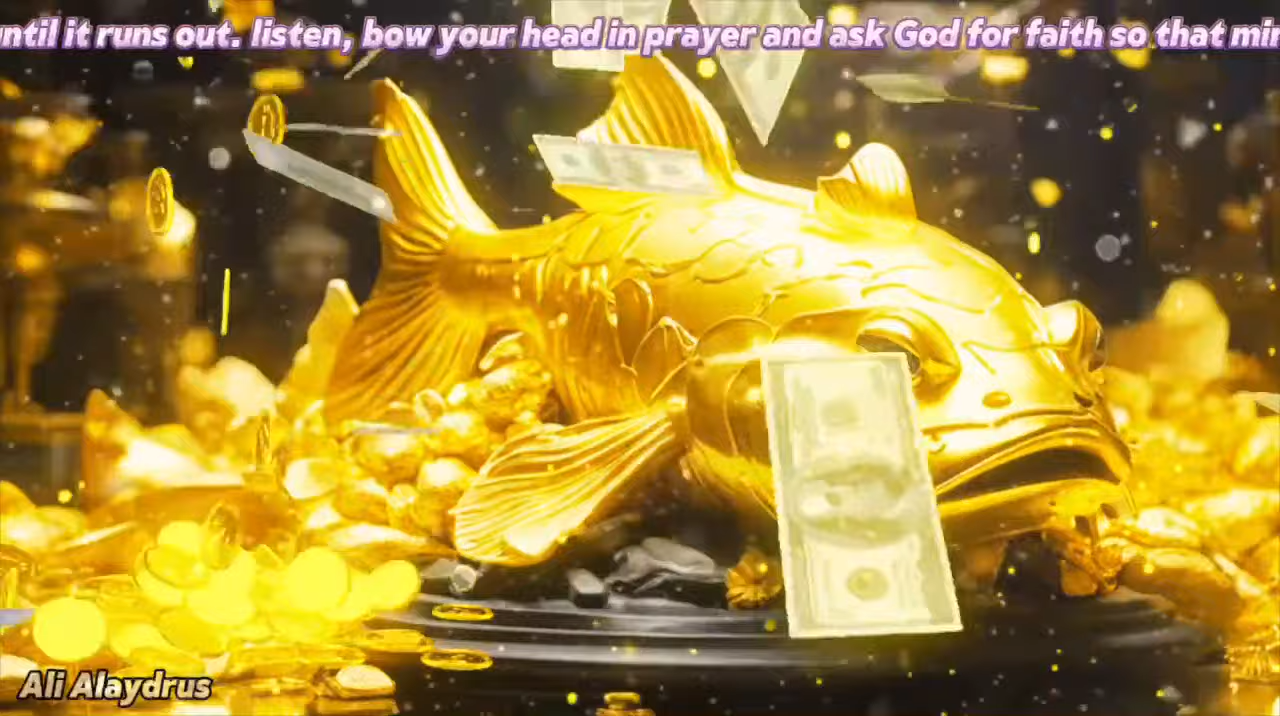 until it runs out. listen, bow your head in prayer and ask God for faith so that
Ali Alaydrus